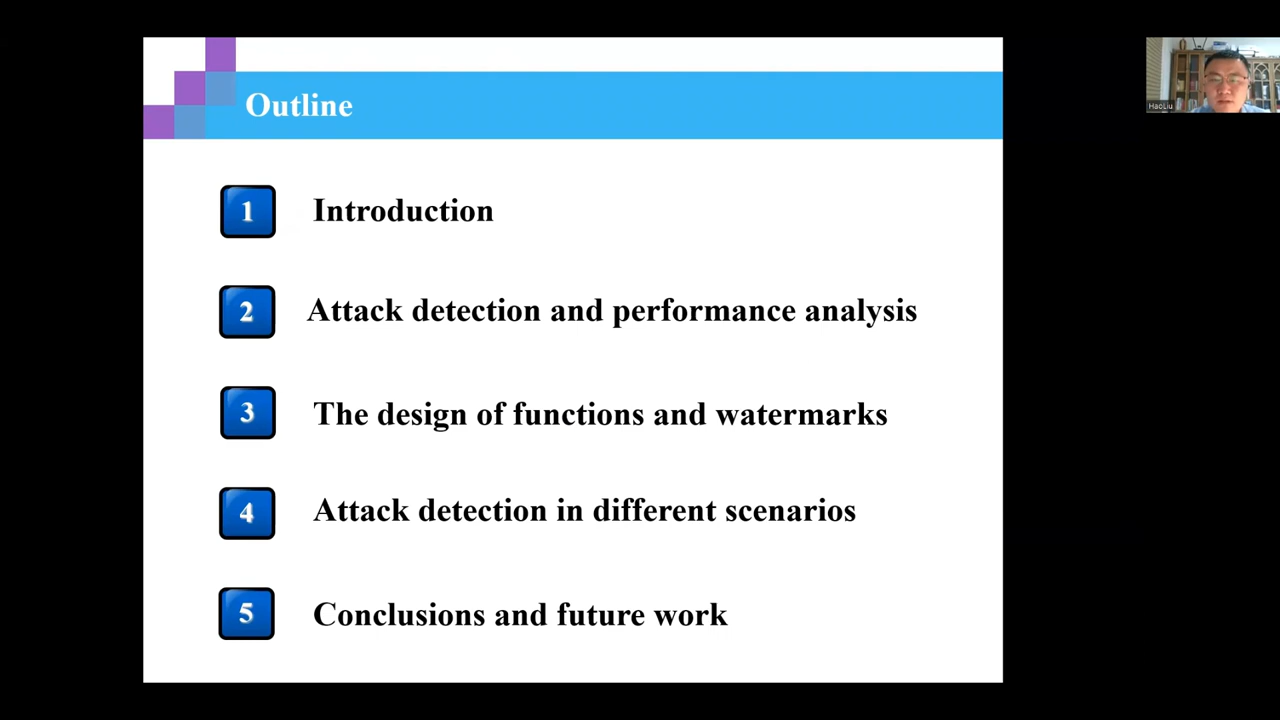 Outline
HaoLiu
1 Introduction
2 Attack detection and performance analysis
3 The design of functions and watermarks
4 Attack detection in different scenarios
5 Conclusions and future work